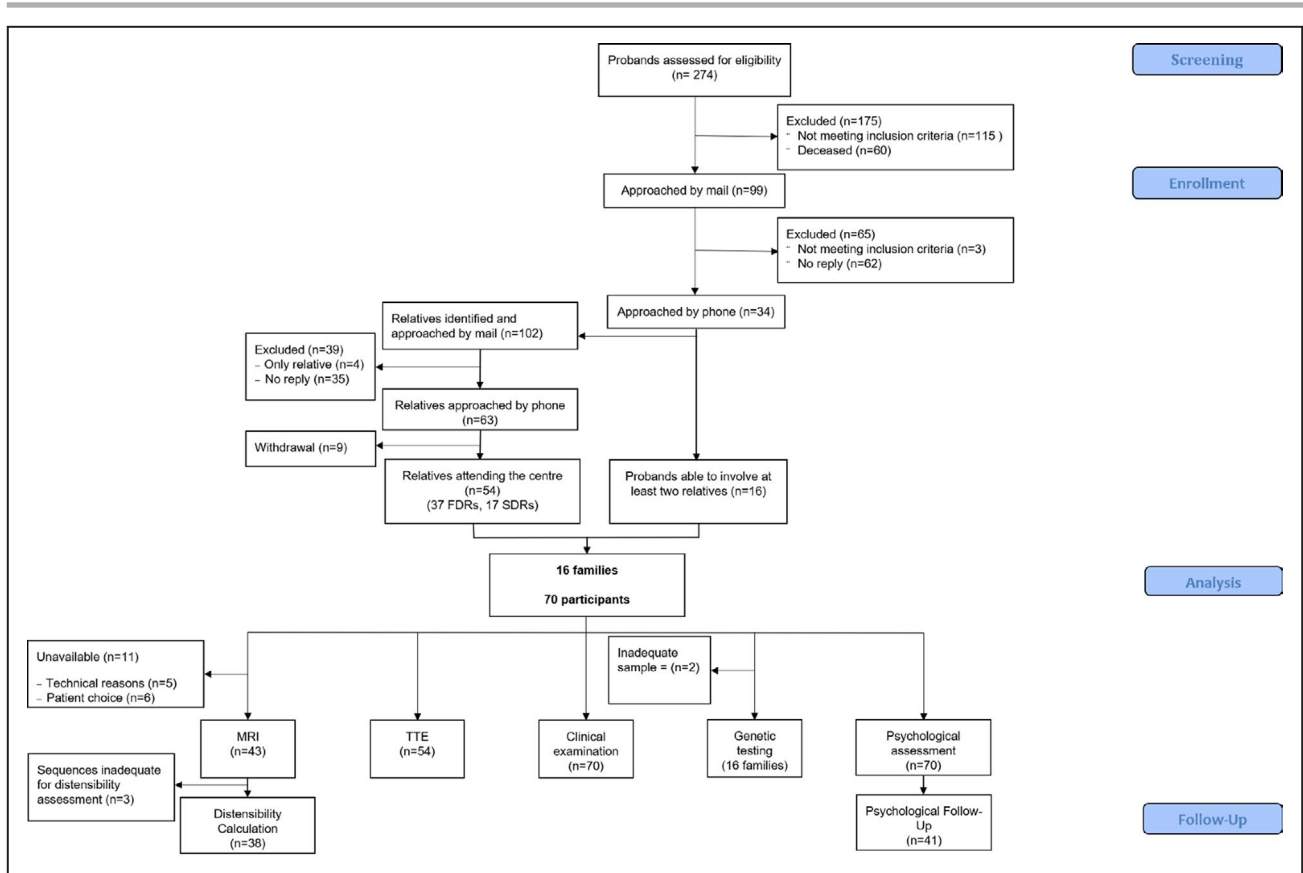 Probands assessed for eligibility
(n= 274)
Screening
Excluded (n=175)
¨ Not meeting inclusion criteria (n=115 )
¨ Deceased (n=60)
Approached by mail (n=99)
Enrollment
Excluded (n=65)
¨ Not meeting inclusion criteria (n=3)
¨ No reply (n=62)
Approached by phone (n=34)
Relatives identified and
approached by mail (n=102)
Excluded (n=39)
– Only relative (n=4)
– No reply (n=35)
Relatives approached by phone
(n=63)
Withdrawal (n=9)
Relatives attending the centre
(n=54)
(37 FDRs, 17 SDRs)
Probands able to involve at
least two relatives (n=16)
16 families
70 participants
Analysis
Unavailable (n=11)
– Technical reasons (n=5)
– Patient choice (n=6)
Inadequate
sample = (n=2)
MRI
(n=43)
TTE
(n=54)
Clinical
examination
(n=70)
Genetic
testing
(16 families)
Psychological
assessment
(n=70)
Sequences inadequate
for distensibility
assessment (n=3)
Distensibility
Calculation
(n=38)
Psychological Follow-
Up
(n=41)
Follow-Up